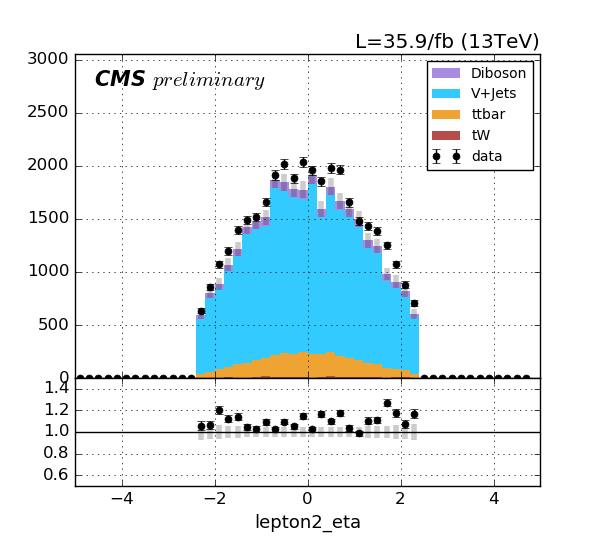 L=35.9/fb (13TeV)
CMS preliminary
Diboson
V+Jets
ttbar
tW
data
3000
2500
2000
1500
1000
500
0
1.4
1.2
1.0
0.8
0.6
−4 −2 0 2 4
lepton2_eta